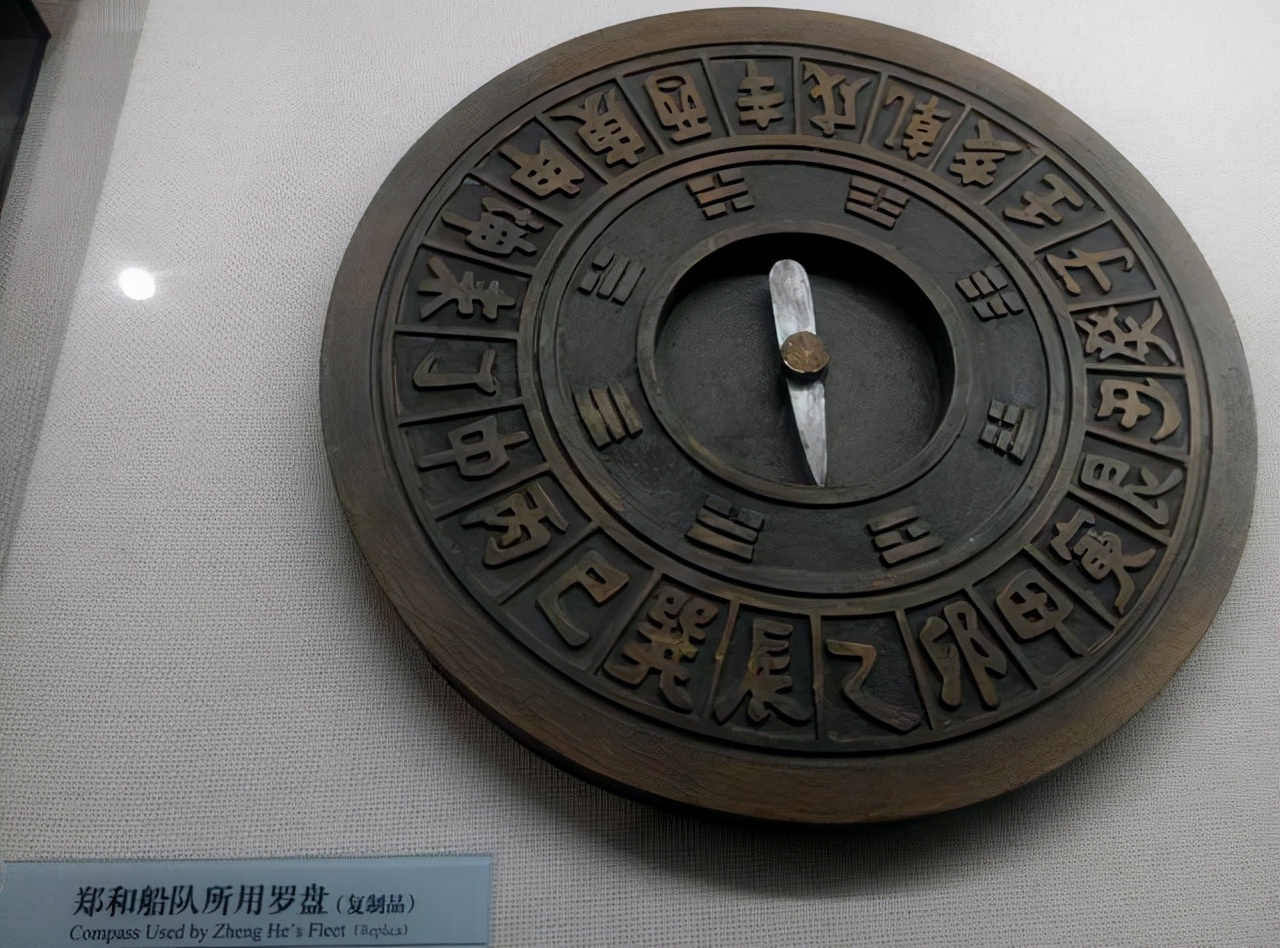 子癸丑艮寅甲卯乙辰巽巳丙午丁未坤申庚酉辛戌乾亥壬
郑和船队所用罗盘（复制品）
Compass Used by Zheng He's Fleet (Replica)